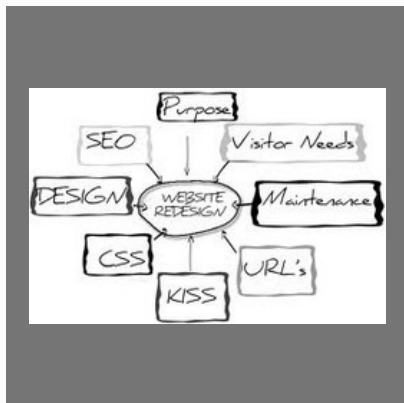 Purpose
SEO
Visitor Needs
DESIGN
WEBSITE
REDESIGN
Maintenance
CSS
URL's
KISS